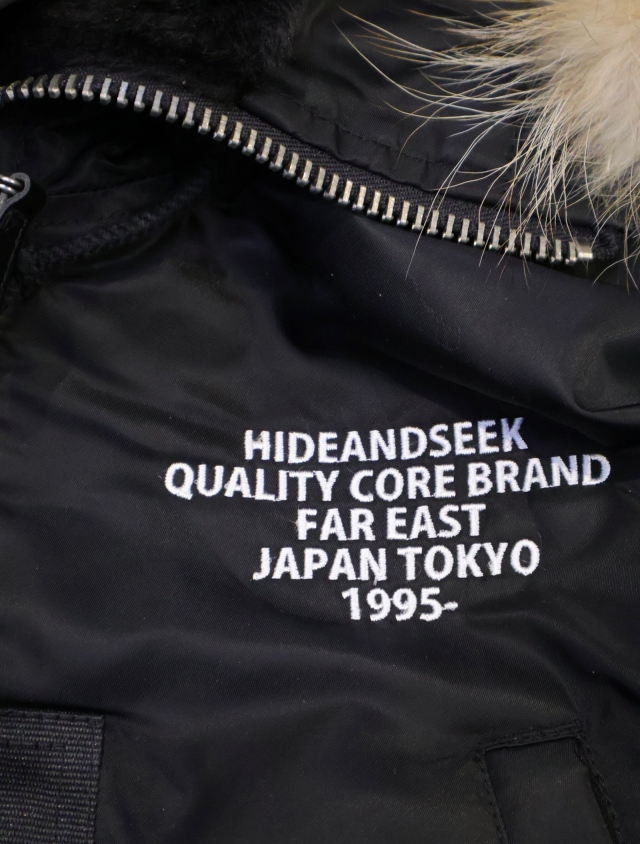 HIDEANDSEEK
QUALITY CORE BRAND
FAR EAST
JAPAN TOKYO
1995-